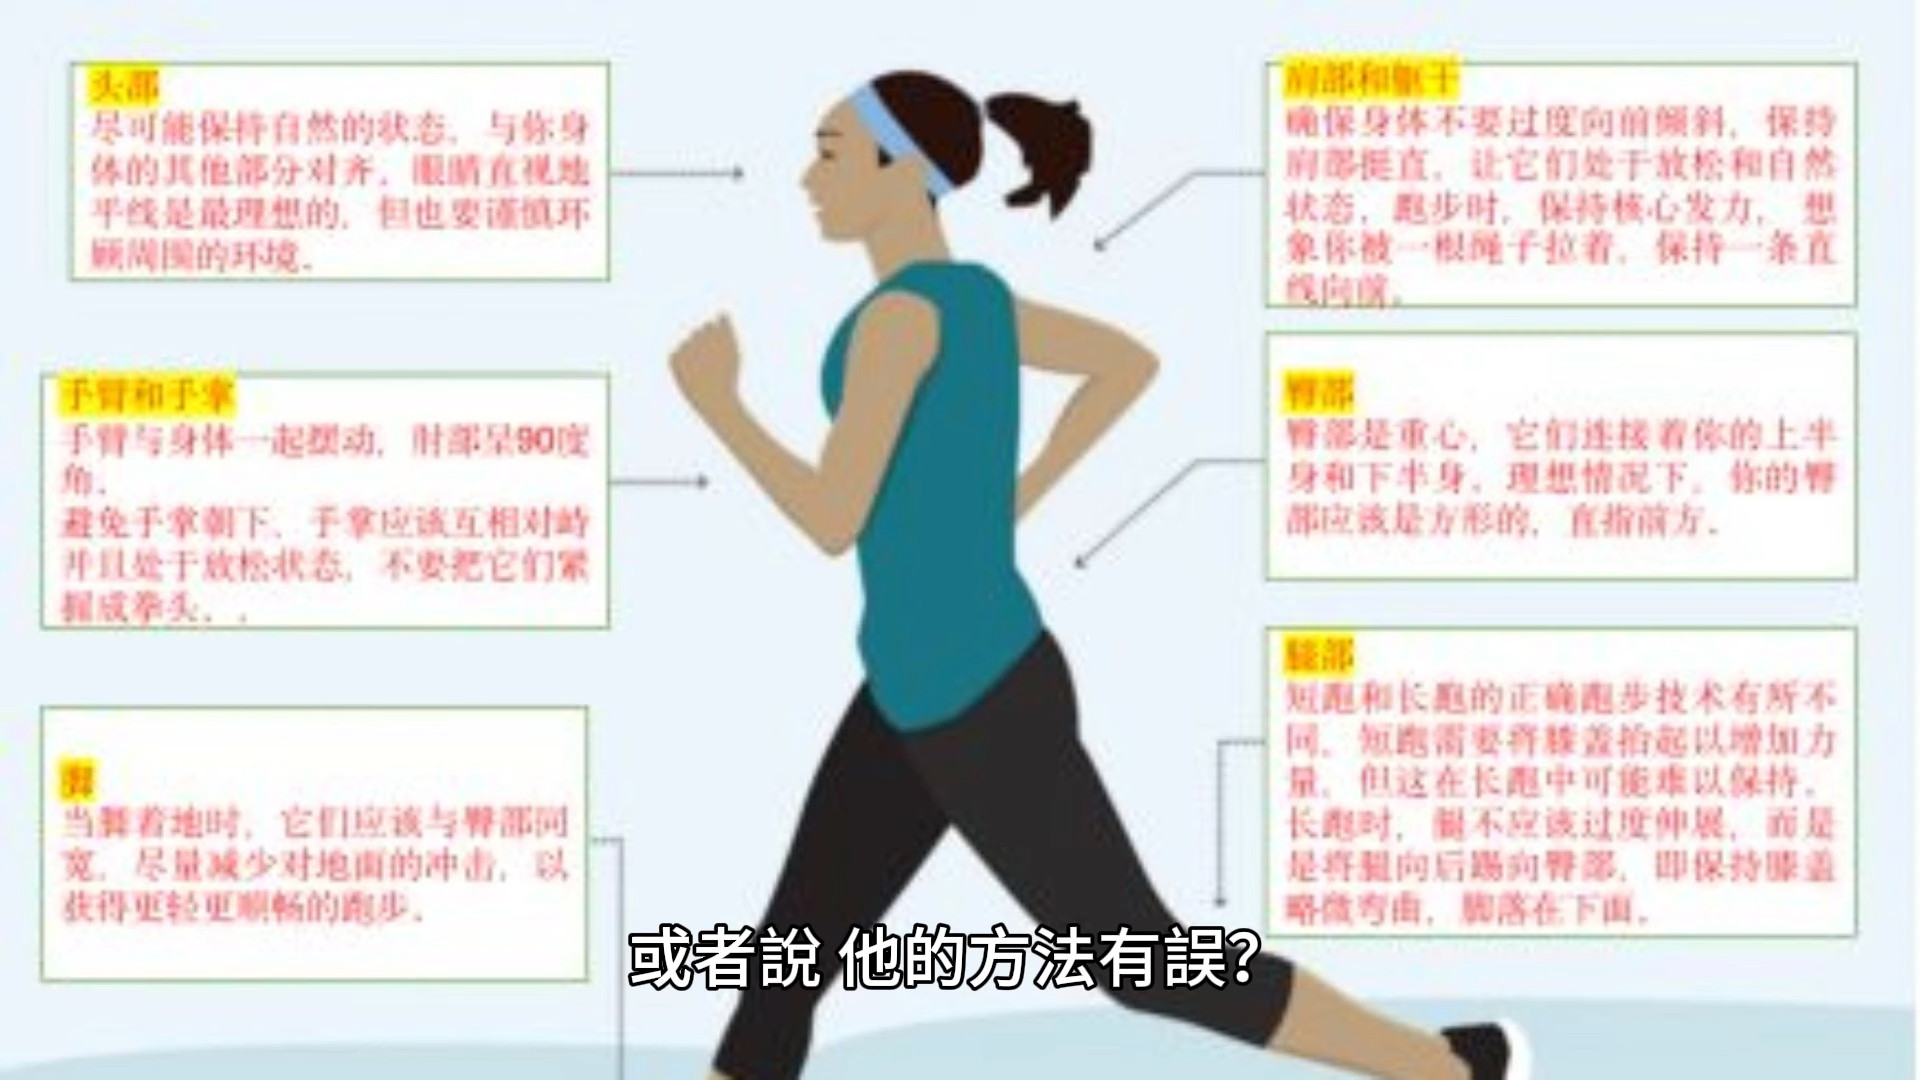 头部
尽可能保持自然的状态，与你身
体的其他部分对齐，眼睛直视地
平线是最理想的，但也要谨慎环
顾周围的环境。
手臂和手掌
手臂与身体一起摆动，肘部呈90度
角。
避免手掌朝下，手掌应该互相对峙
并且处于放松状态，不要把它们紧
握成拳头。.
脚
当脚着地时，它们应该与臀部同
宽，尽量减少对地面的冲击，以
获得更轻更顺畅的跑步。
肩部和躯干
确保身体不要过度向前倾斜，保持
肩部挺直，让它们处于放松和自然
状态，跑步时，保持核心发力， 想
象你被一根绳子拉着，保持一条直
线向前。
臀部
臀部是重心，它们连接着你的上半
身和下半身。理想情况下，你的臀
部应该是方形的，直指前方。
腿部
短跑和长跑的正确跑步技术有所不
同，短跑需要将膝盖抬起以增加力
量，但这在长跑中可能难以保持。
长跑时，腿不应该过度伸展，而是
是将腿向后踢向臀部，即保持膝盖
略微弯曲，脚落在下面。
或者說 他的方法有誤?